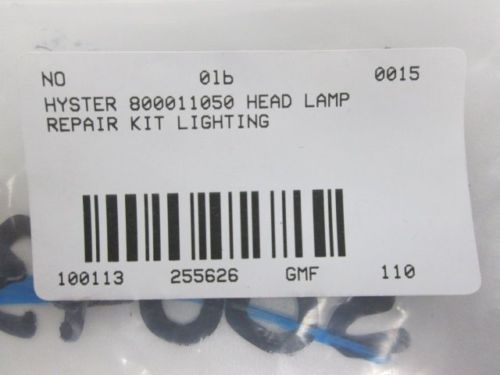 NO 01b 0015
HYSTER 800011050 HEAD LAMP
REPAIR KIT LIGHTING
100113 255626 GMF 110